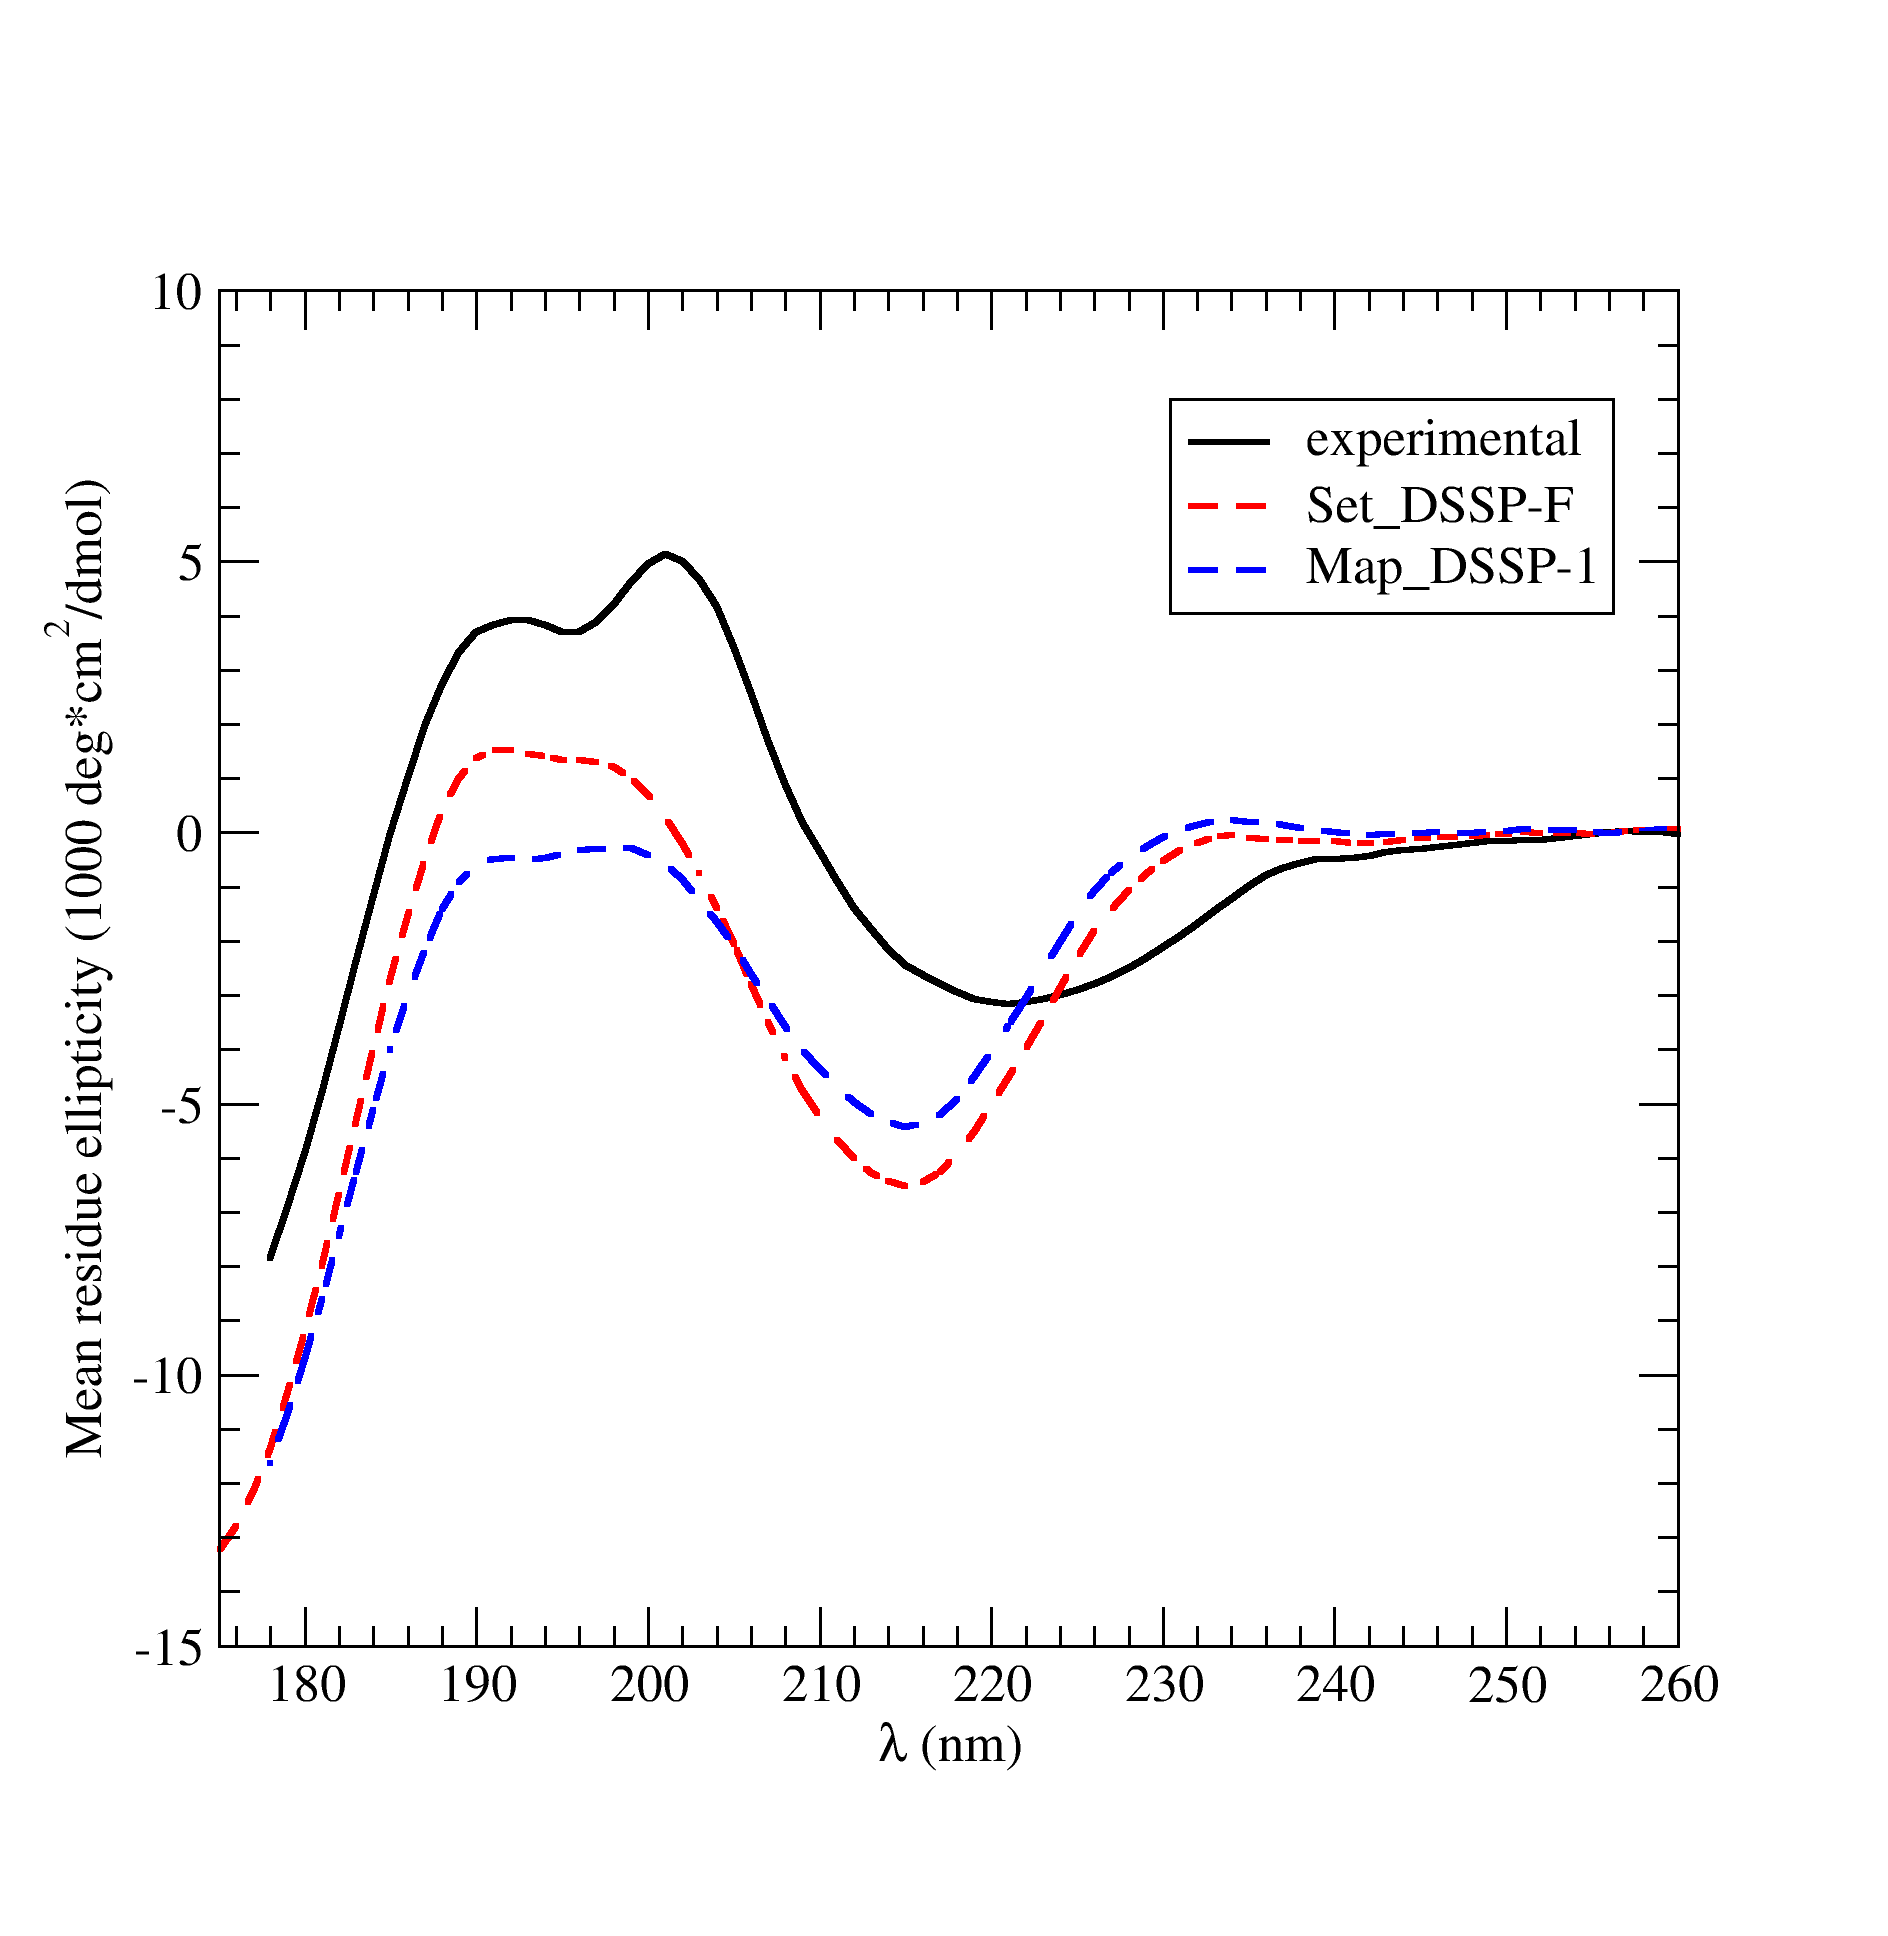 10
5
0
-5
-10
-15
Mean residue ellipticity (1000 deg*cm²/dmol)
experimental
Set_DSSP-F
Map_DSSP-1
180 190 200 210 220 230 240 250 260
λ (nm)